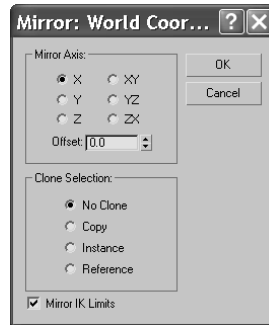 Mirror: World Coor...
Mirror Axis:
X XY
Y YZ
Z ZX
Offset: 0.0
OK
Cancel
Clone Selection:
No Clone
Copy
Instance
Reference
Mirror IK Limits